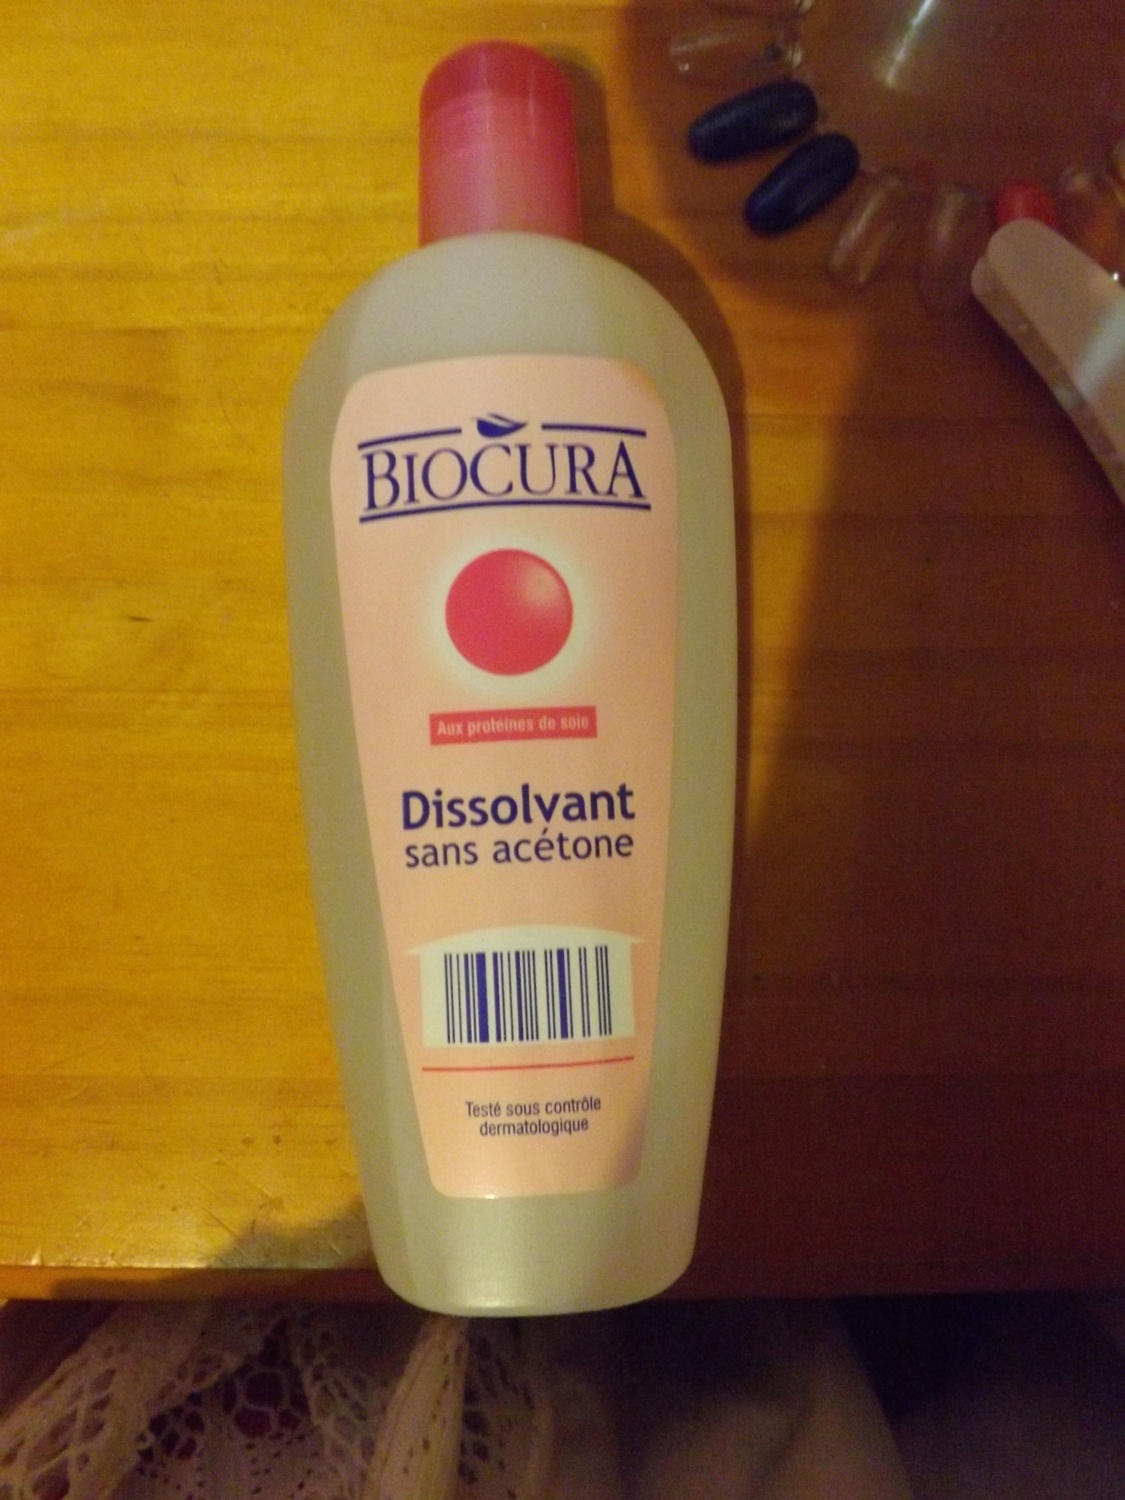 BIOCURA
Aux protéines de soie
Dissolvant
sans acétone
Testé sous contrôle
dermatologique